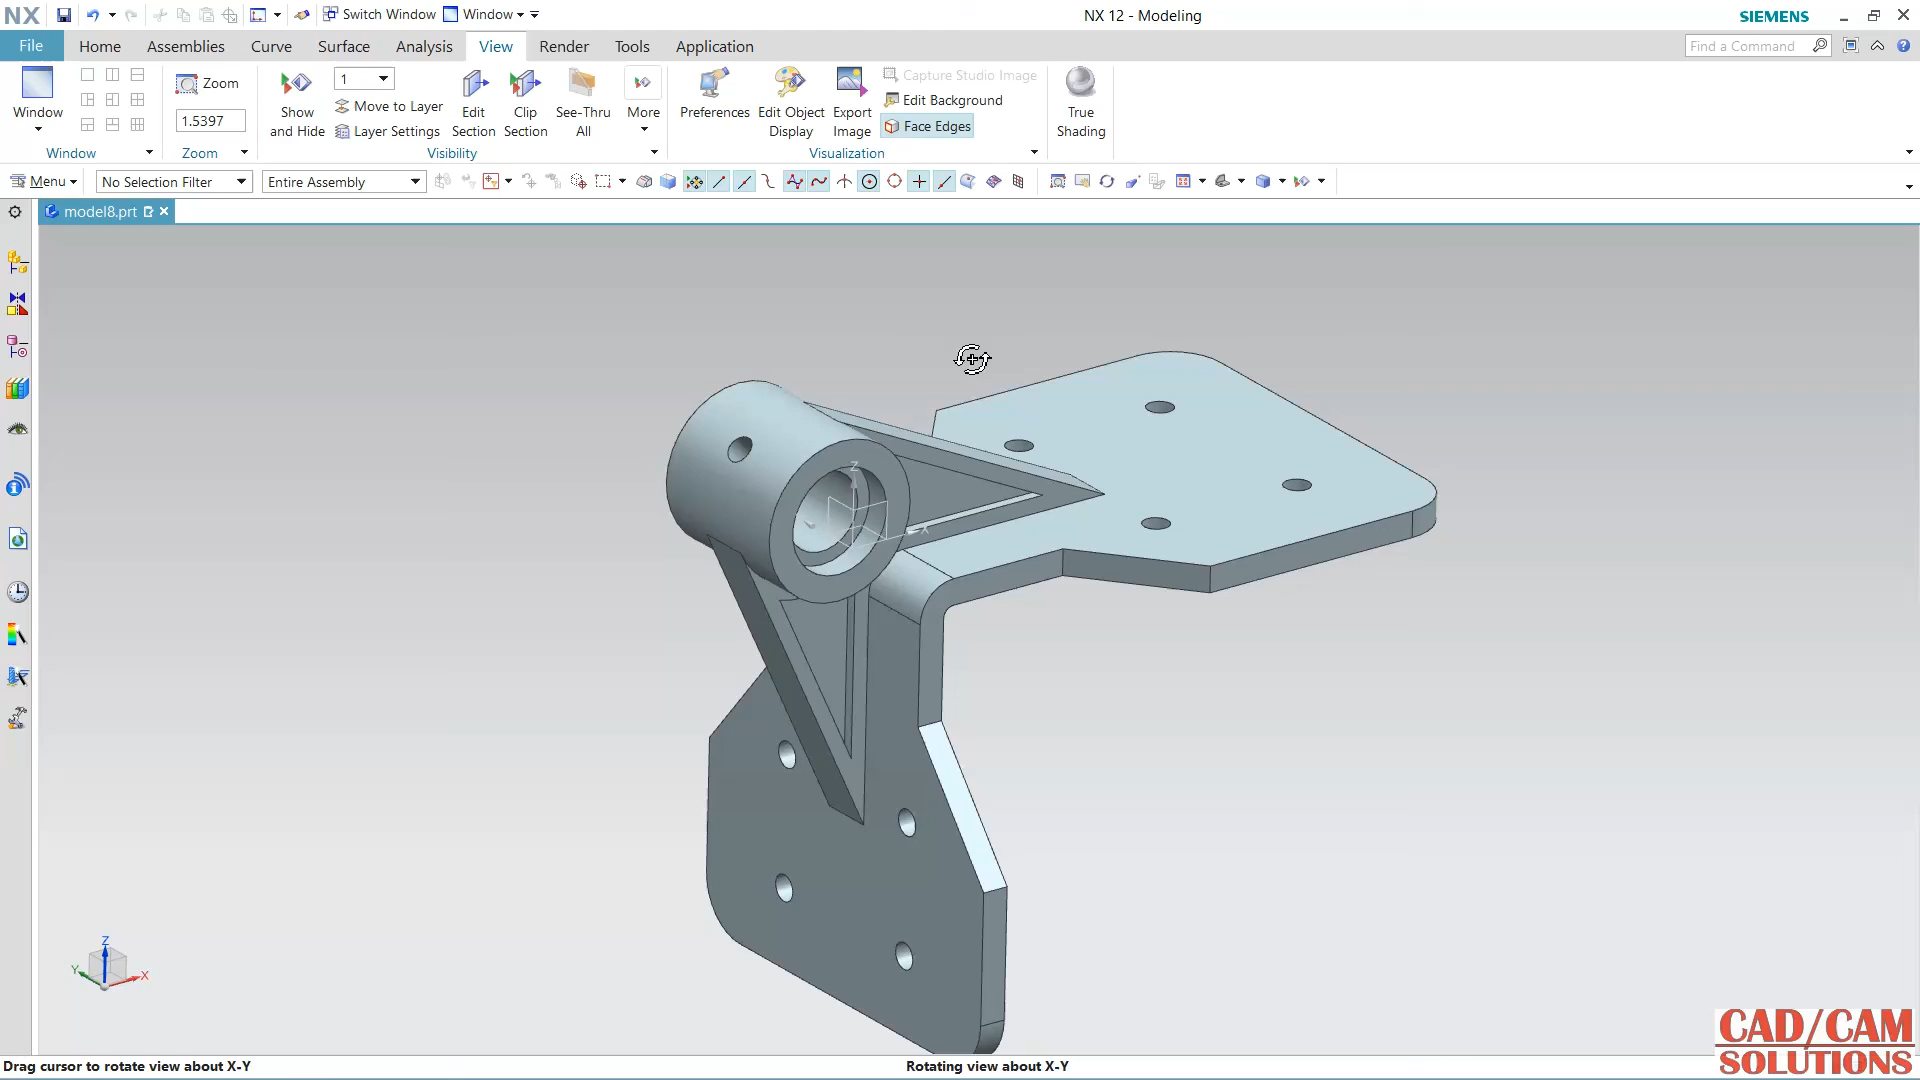 NX Switch Window Window NX 12 - Modeling SIEMENS
File Home Assemblies Curve Surface Analysis View Render Tools Application Find a Command
Window
Window
Zoom
1.5397
Zoom
Show
and Hide
1
Move to Layer
Layer Settings
Edit
Section
Clip
Section
See-Thru
All
More
Visibility
Preferences
Edit Object
Display
Export
Image
Capture Studio Image
Edit Background
Face Edges
Visualization
True
Shading
Menu No Selection Filter Entire Assembly
model8.prt
Z
X
Z
Y
X
CAD/CAM
SOLUTIONS
Drag cursor to rotate view about X-Y Rotating view about X-Y